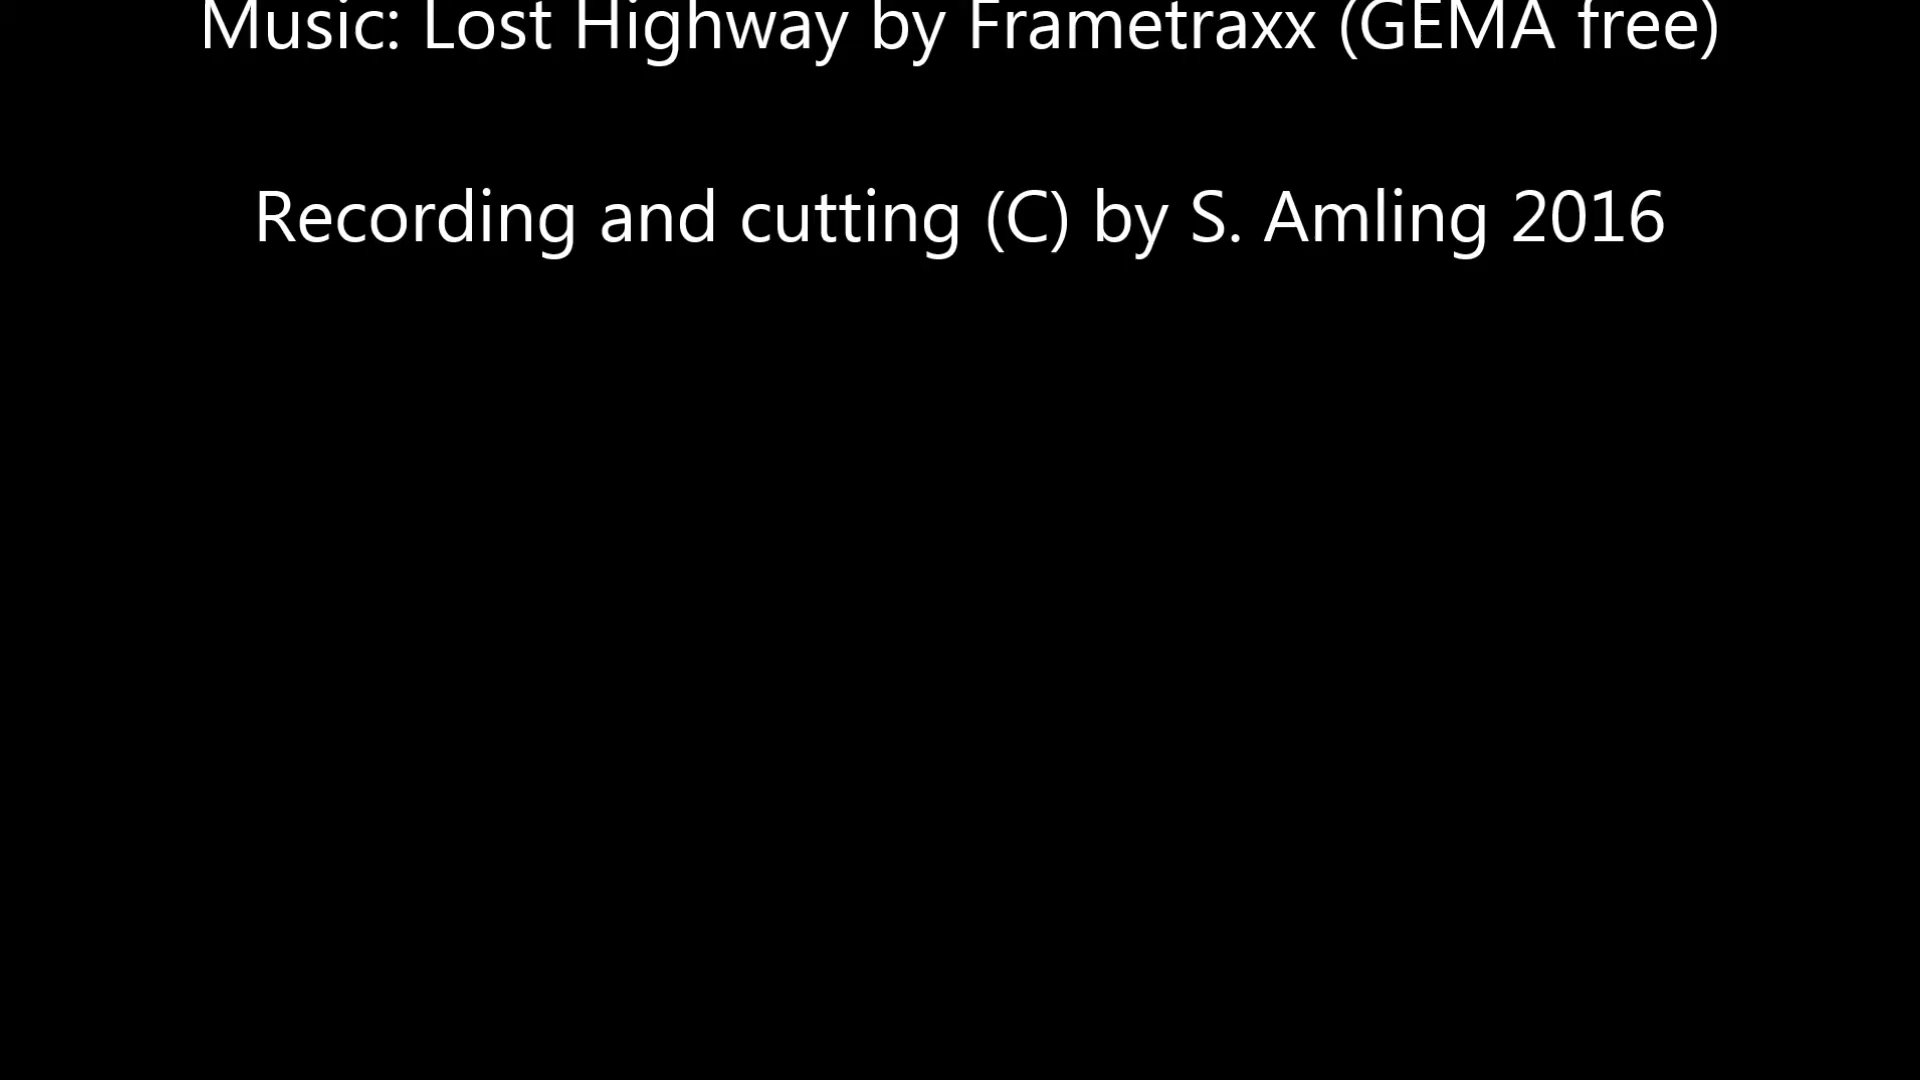 Music: Lost Highway by Frametraxx (GEMA free)
Recording and cutting (C) by S. Amling 2016